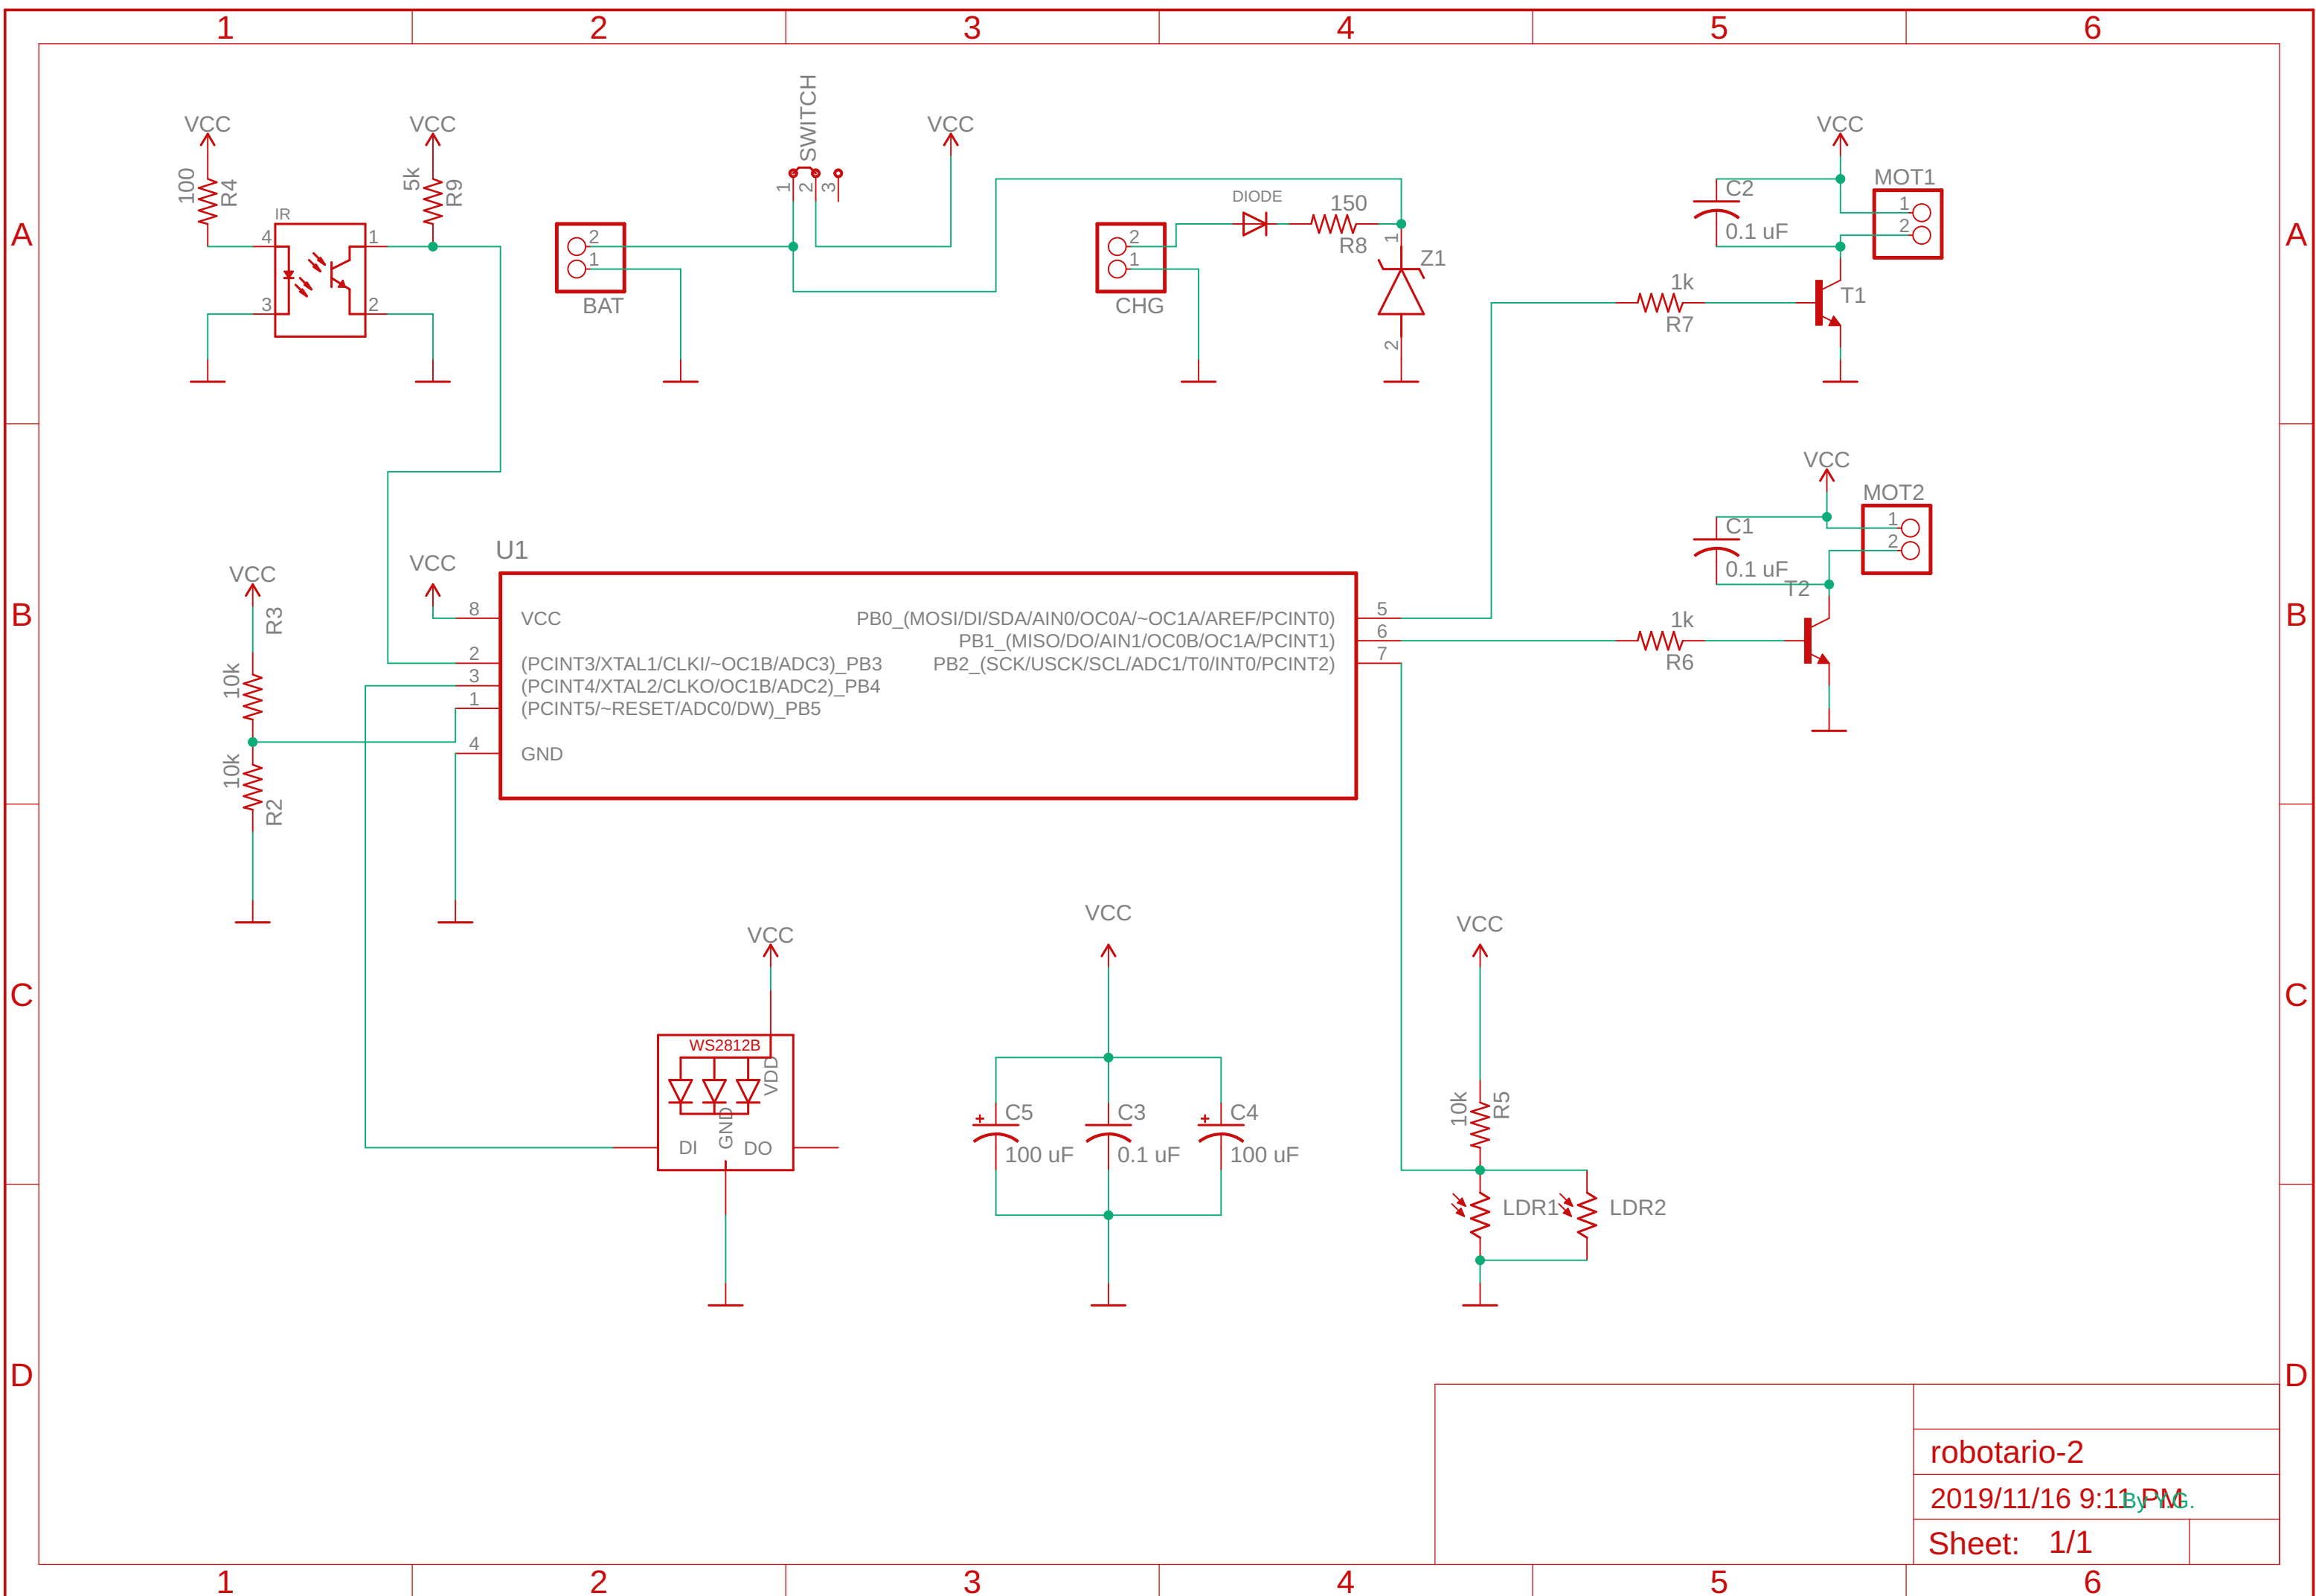 1 2 3 4 5 6
A A
B B
C C
D D
VCC
100
R4
VCC
5k
R9
IR
4
1
3
2
SWITCH
1
2
3
VCC
2
1
BAT
DIODE
150
R8
2
1
CHG
1
Z1
2
VCC
C2
0.1 uF
MOT1
1
2
1k
R7
T1
VCC
C1
0.1 uF
MOT2
1
2
T2
1k
R6
VCC
R3
10k
10k
R2
VCC
U1
8 VCC
2 (PCINT3/XTAL1/CLKI/~OC1B/ADC3)_PB3
3 (PCINT4/XTAL2/CLKO/OC1B/ADC2)_PB4
1 (PCINT5/~RESET/ADC0/DW)_PB5
4 GND
PB0_(MOSI/DI/SDA/AIN0/OC0A/~OC1A/AREF/PCINT0) 5
PB1_(MISO/DO/AIN1/OC0B/OC1A/PCINT1) 6
PB2_(SCK/USCK/SCL/ADC1/T0/INT0/PCINT2) 7
VCC
WS2812B
VDD
GND
DI
DO
VCC
+ C5
100 uF
C3
0.1 uF
+ C4
100 uF
VCC
10k
R5
LDR1
LDR2
robotario-2
2019/11/16 9:11 PM
By Y.G.
Sheet: 1/1
1 2 3 4 5 6